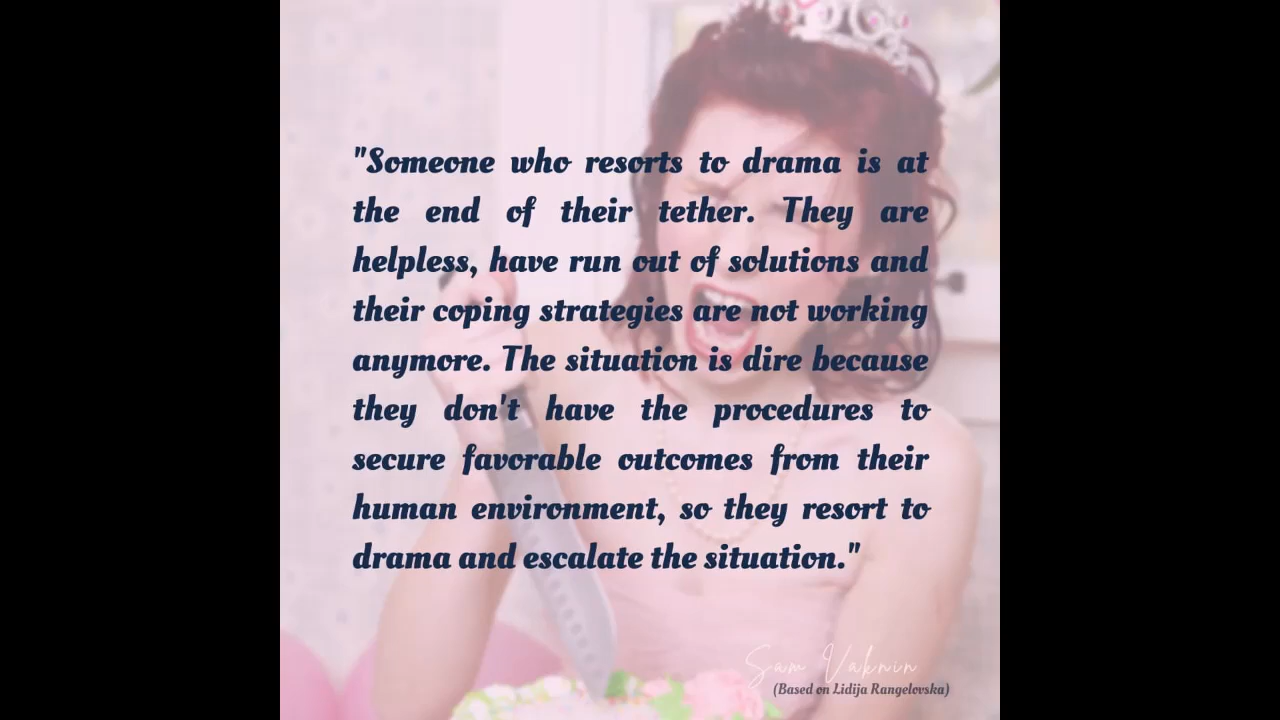 "Someone who resorts to drama is at
the end of their tether. They are
helpless, have run out of solutions and
their coping strategies are not working
anymore. The situation is dire because
they don't have the procedures to
secure favorable outcomes from their
human environment, so they resort to
drama and escalate the situation."
Sam Vaknin
(Based on Lidija Rangelovska)